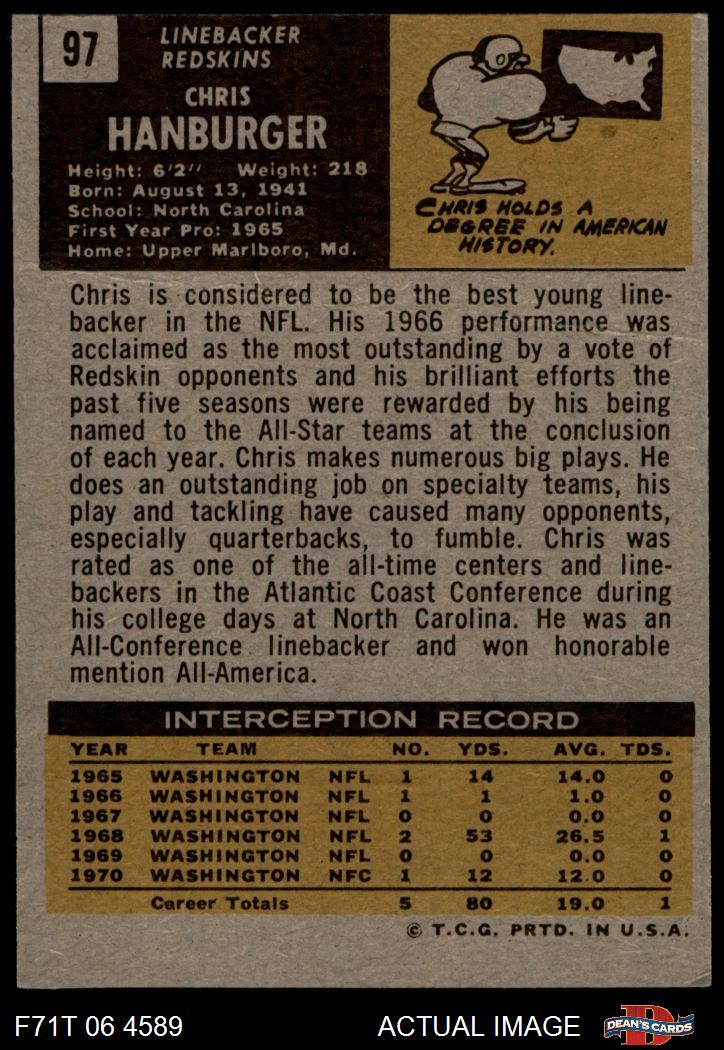 97
LINEBACKER
REDSKINS
CHRIS
HANBURGER
Height: 6'2" Weight: 218
Born: August 13, 1941
School: North Carolina
First Year Pro: 1965
Home: Upper Marlboro, Md.
CHRIS HOLDS A
DEGREE IN AMERICAN
HISTORY.
Chris is considered to be the best young line-
backer in the NFL. His 1966 performance was
acclaimed as the most outstanding by a vote of
Redskin opponents and his brilliant efforts the
past five seasons were rewarded by his being
named to the All-Star teams at the conclusion
of each year. Chris makes numerous big plays. He
does an outstanding job on specialty teams, his
play and tackling have caused many opponents,
especially quarterbacks, to fumble. Chris was
rated as one of the all-time centers and line-
backers in the Atlantic Coast Conference during
his college days at North Carolina. He was an
All-Conference linebacker and won honorable
mention All-America.
INTERCEPTION RECORD
YEAR TEAM NO. YDS. AVG. TDS.
1965 WASHINGTON NFL 1 14 14.0 0
1966 WASHINGTON NFL 1 1 1.0 0
1967 WASHINGTON NFL 0 0 0.0 0
1968 WASHINGTON NFL 2 53 26.5 1
1969 WASHINGTON NFL 0 0 0.0 0
1970 WASHINGTON NFC 1 12 12.0 0
Career Totals 5 80 19.0 1
© T.C.G. PRTD. IN U.S.A.
F71T 06 4589 ACTUAL IMAGE D DEAN'S CARDS